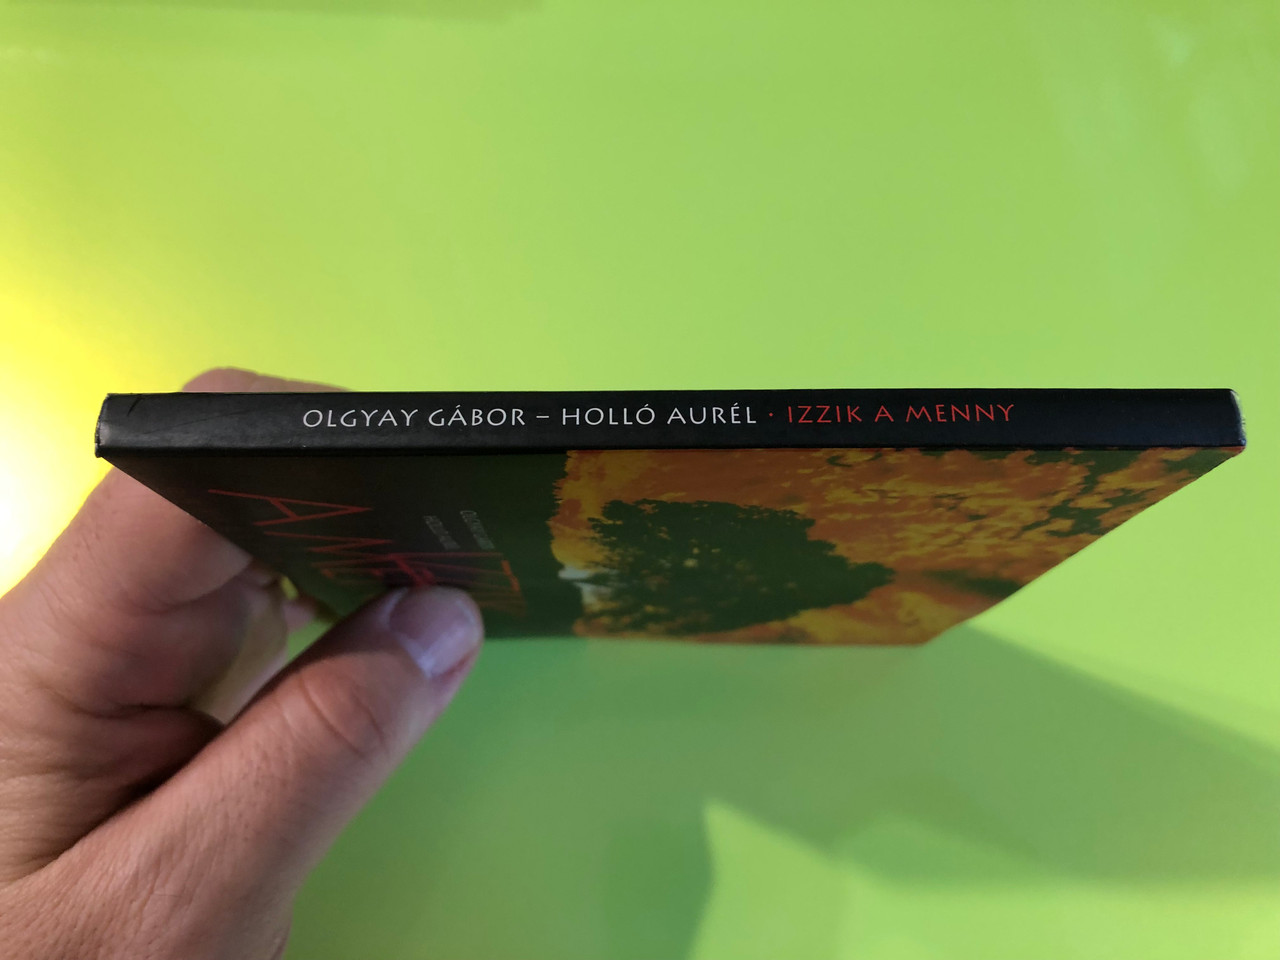 OLGYAY GÁBOR – HOLLÓ AURÉL · IZZIK A MENNY